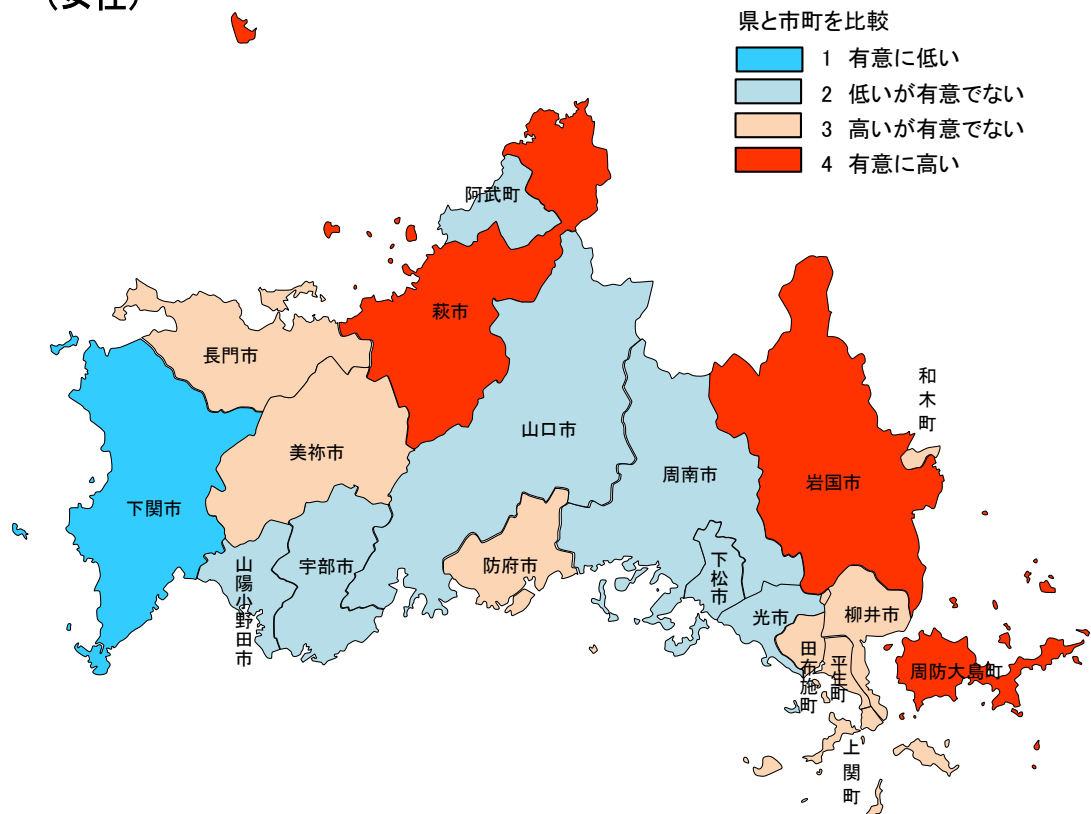 （女性）
県と市町を比較
1 有意に低い
2 低いが有意でない
3 高いが有意でない
4 有意に高い
阿武町
萩市
長門市
和木町
山口市
美祢市
周南市
岩国市
下関市
山陽小野田市
宇部市
防府市
下松市
光市
柳井市
田布施町
平生町
周防大島町
上関町